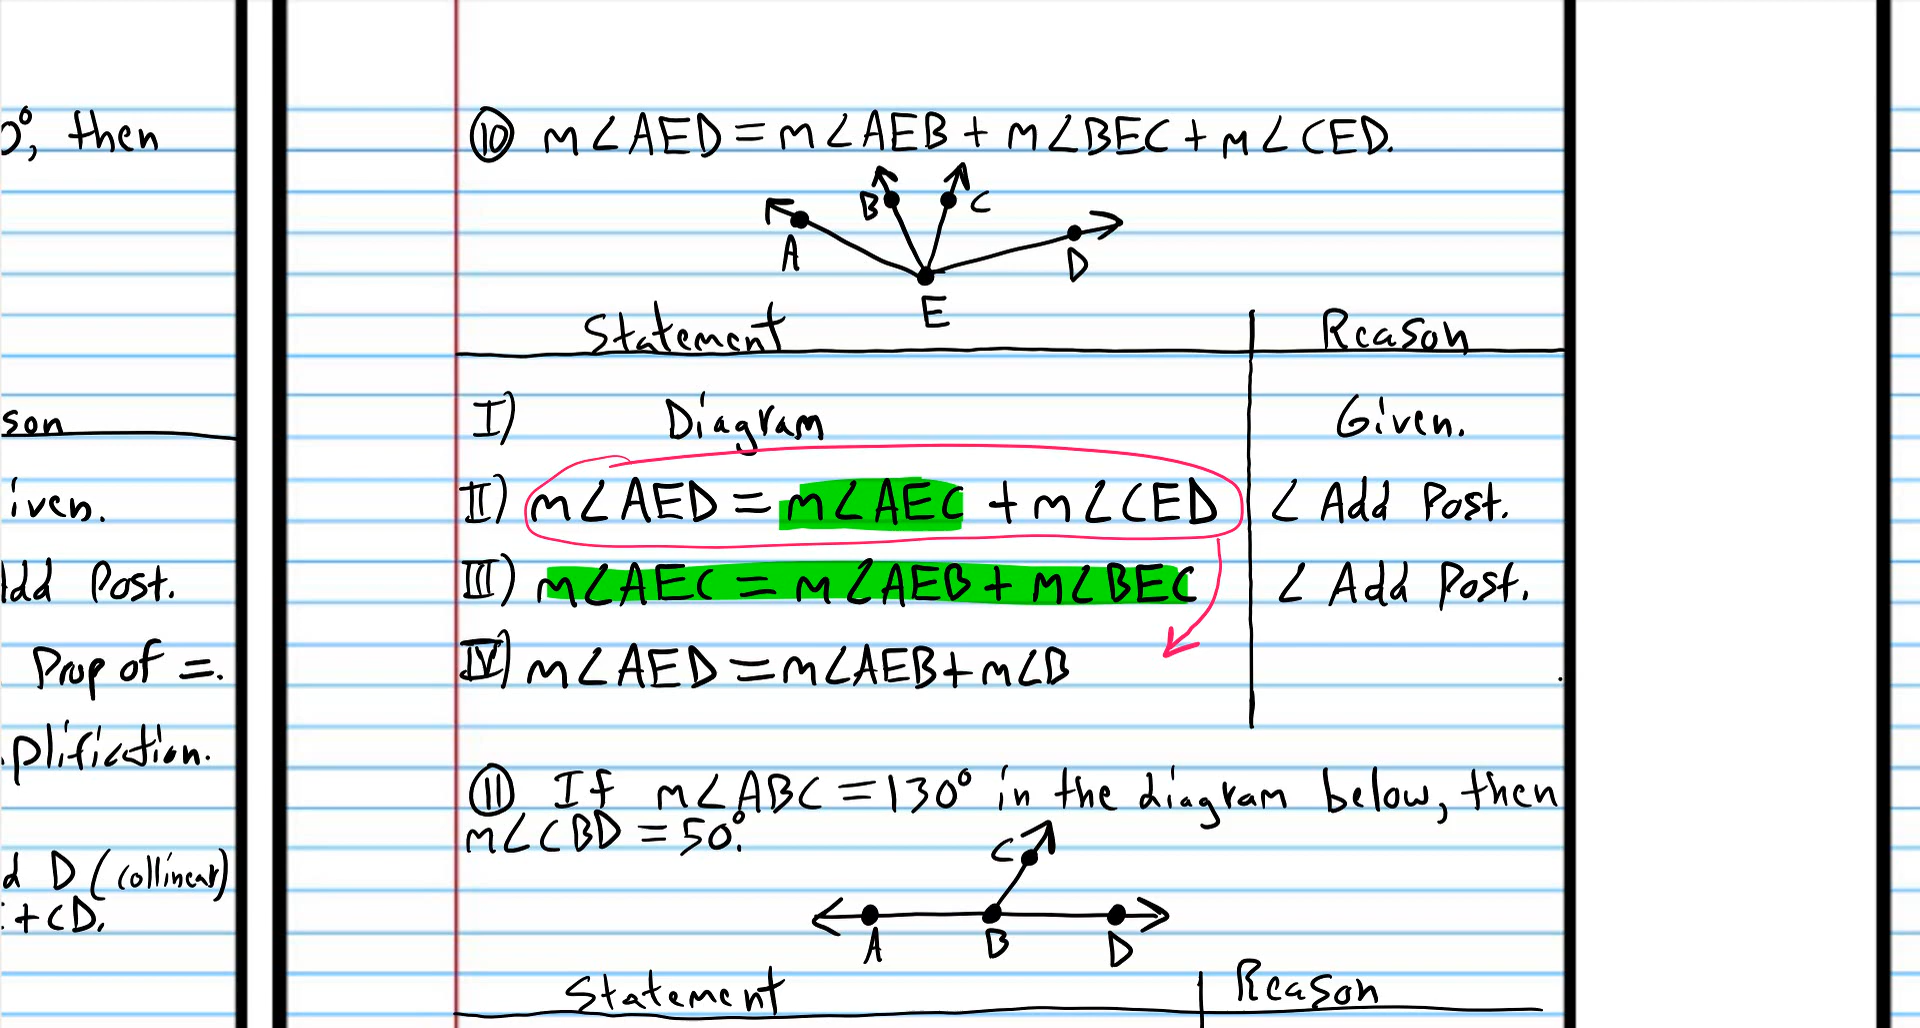 0°, then
son
iven.
Add Post.
Prop of =.
plification.
d D (collinear)
+CD.
⑩ m∠AED = m∠AEB + m∠BEC + m∠CED.
B C
A D
E
Statement Reason
I) Diagram Given.
II) m∠AED = m∠AEC + m∠CED ∠ Add Post.
III) m∠AEC = m∠AEB + m∠BEC ∠ Add Post.
IV) m∠AED = m∠AEB + m∠B
⑪ If m∠ABC = 130° in the diagram below, then
m∠CBD = 50°.
C
A B D
Statement Reason